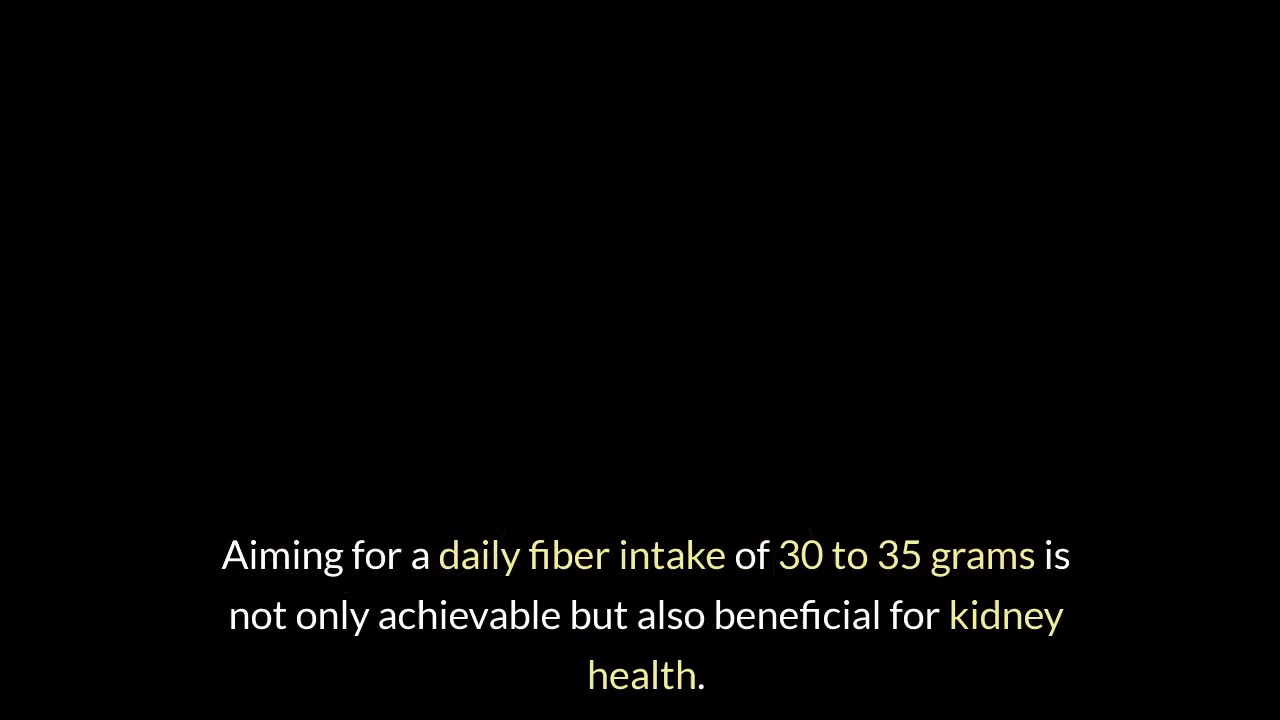 Aiming for a daily fiber intake of 30 to 35 grams is
not only achievable but also beneficial for kidney
health.